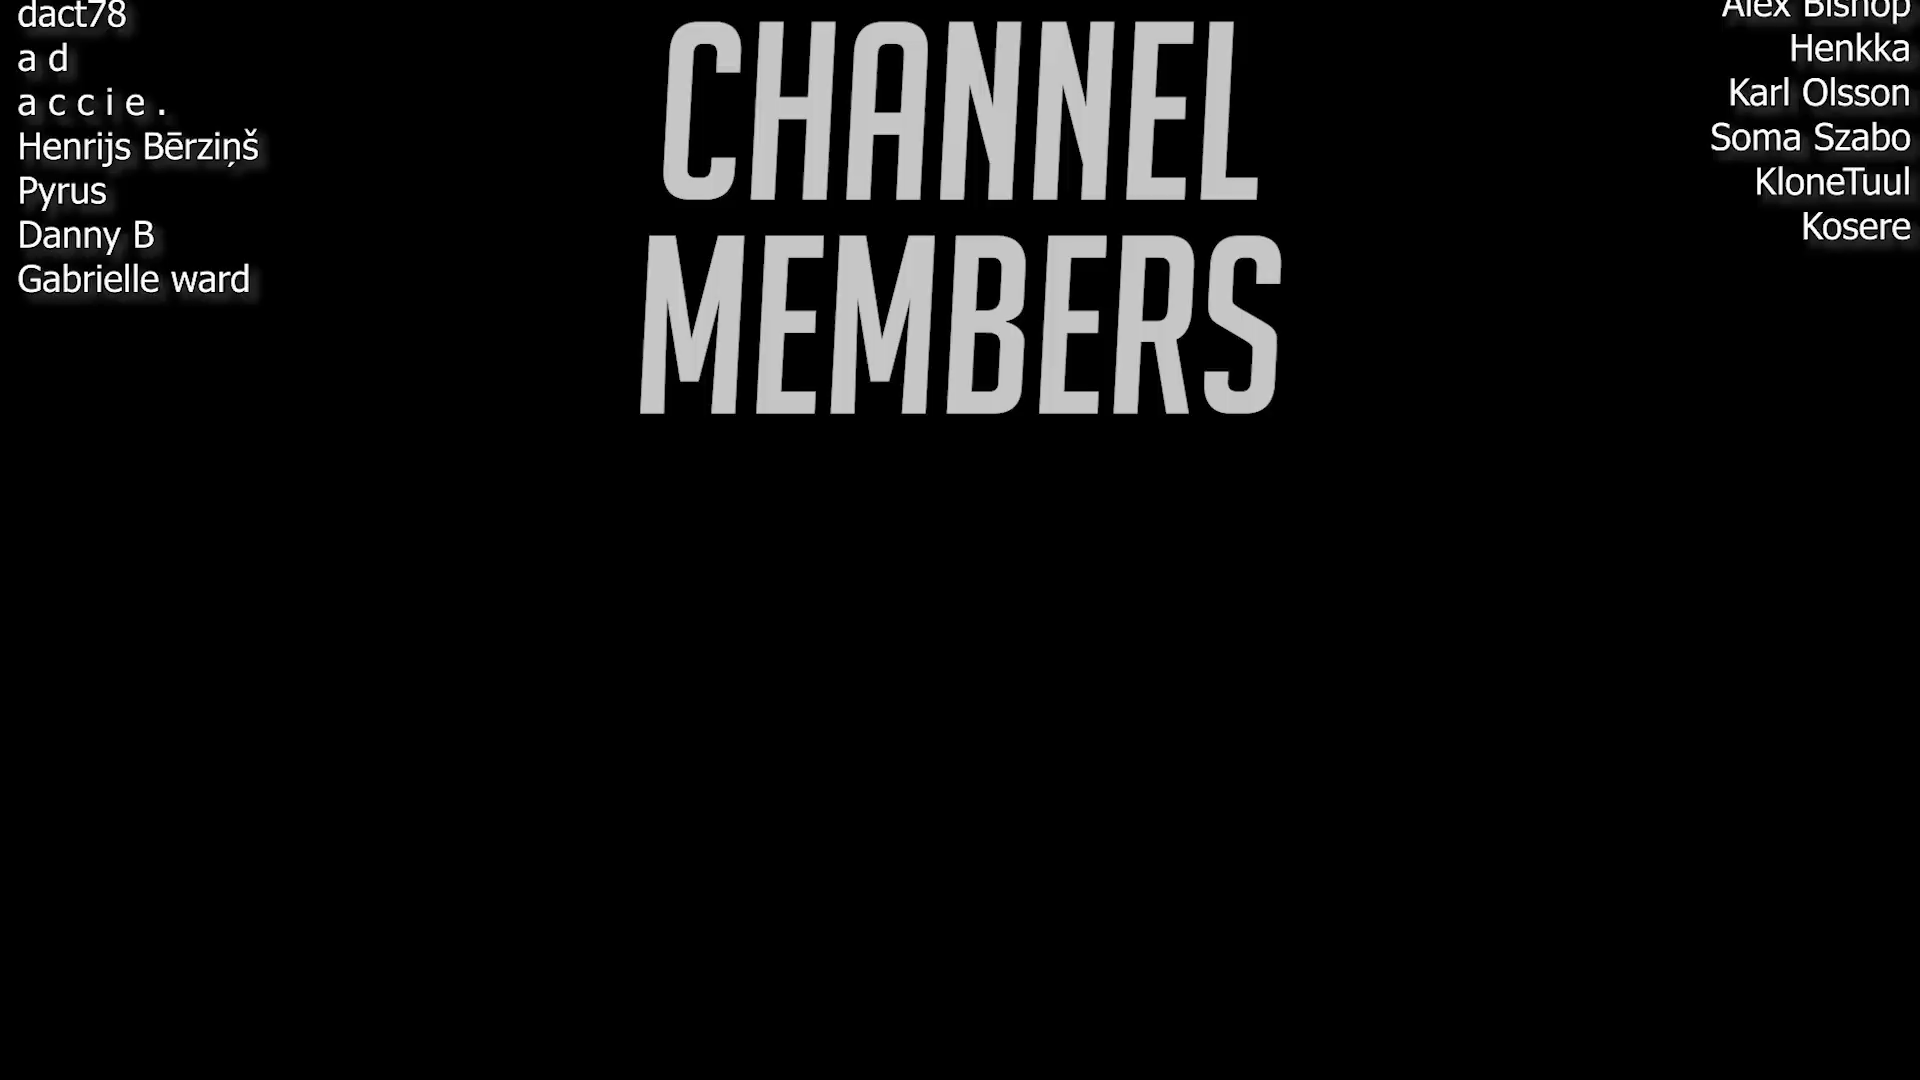 dact78
a d
a c c i e .
Henrijs Bērziņš
Pyrus
Danny B
Gabrielle ward
CHANNEL
MEMBERS
Alex Bishop
Henkka
Karl Olsson
Soma Szabo
KloneTuul
Kosere